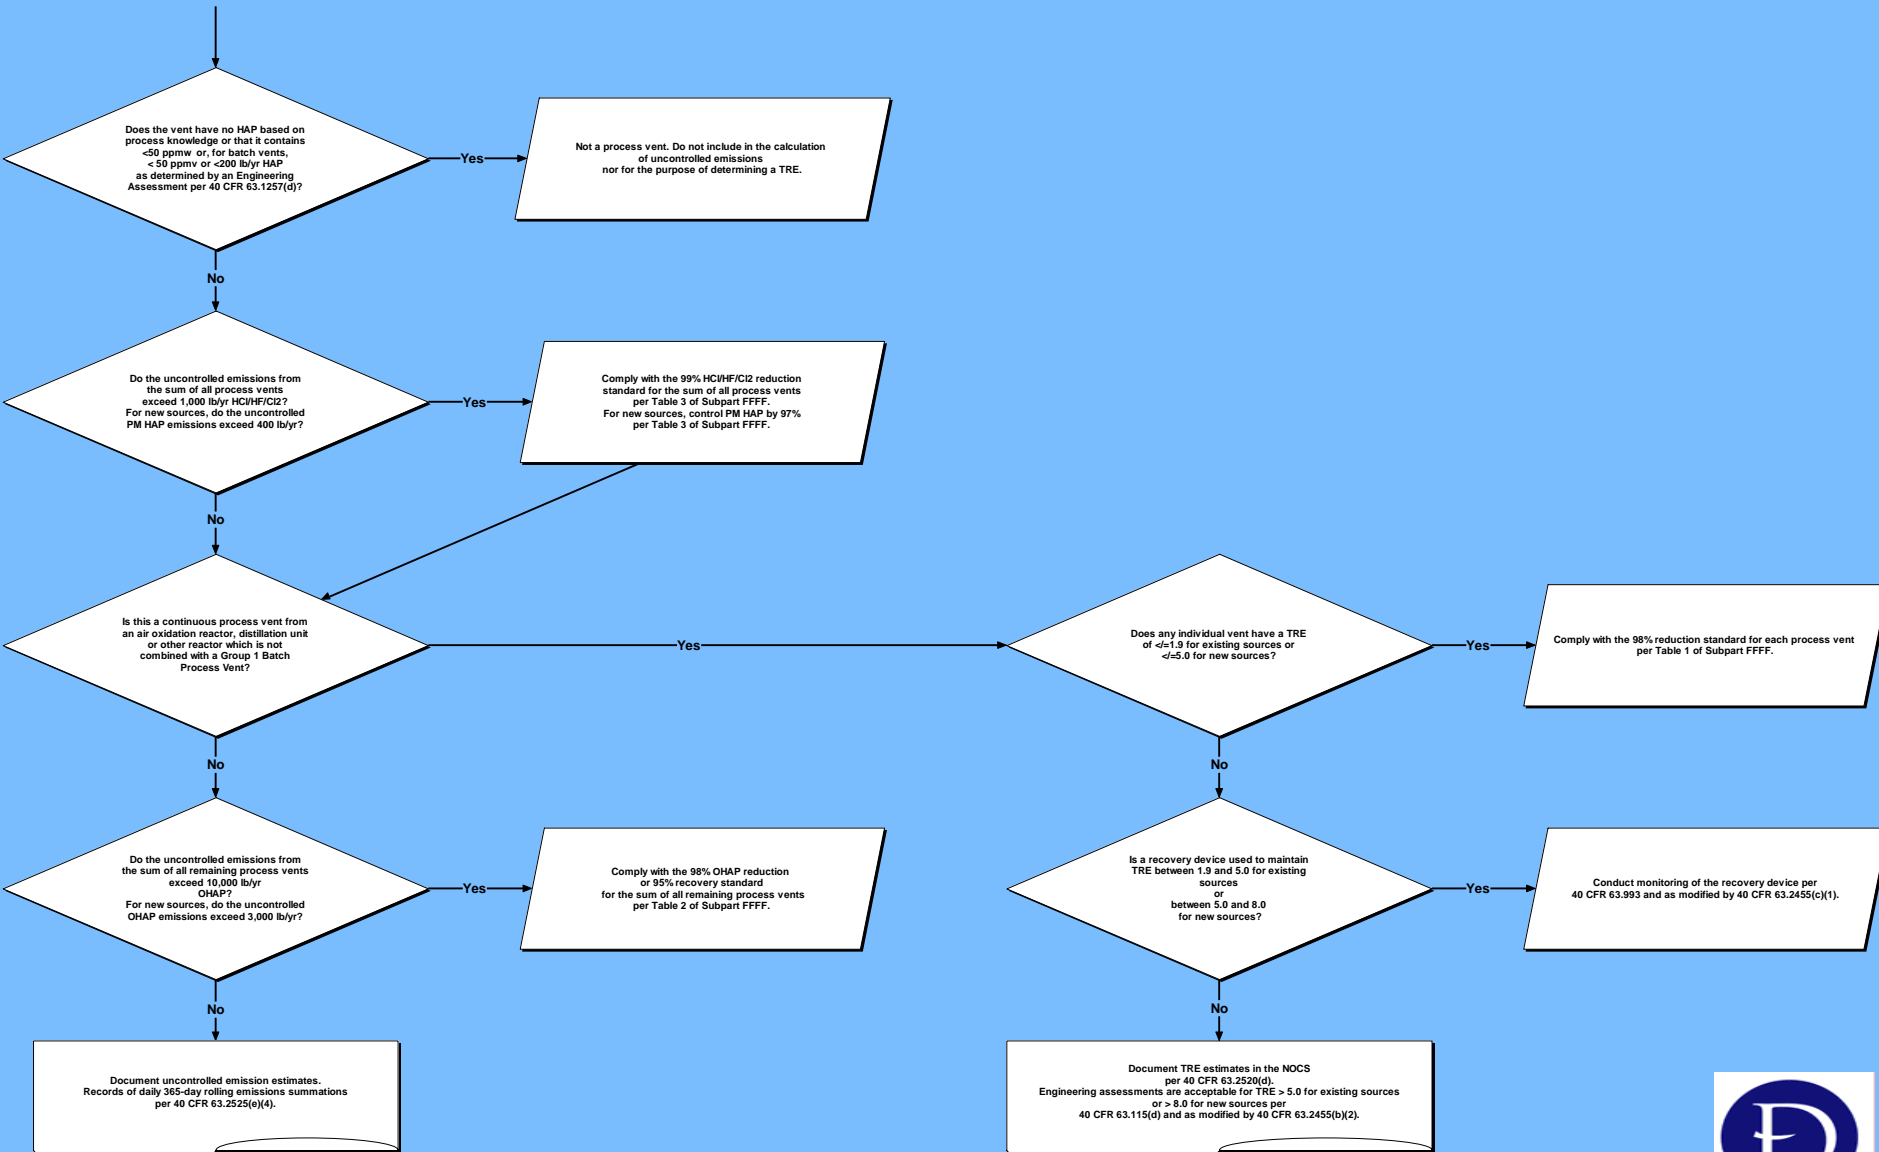 Does the vent have no HAP based on
process knowledge or that it contains
<50 ppmw or, for batch vents,
< 50 ppmv or <200 lb/yr HAP
as determined by an Engineering
Assessment per 40 CFR 63.1257(d)?
Yes
Not a process vent. Do not include in the calculation
of uncontrolled emissions
nor for the purpose of determining a TRE.
No
Do the uncontrolled emissions from
the sum of all process vents
exceed 1,000 lb/yr HCl/HF/Cl2?
For new sources, do the uncontrolled
PM HAP emissions exceed 400 lb/yr?
Yes
Comply with the 99% HCl/HF/Cl2 reduction
standard for the sum of all process vents
per Table 3 of Subpart FFFF.
For new sources, control PM HAP by 97%
per Table 3 of Subpart FFFF.
No
Is this a continuous process vent from
an air oxidation reactor, distillation unit
or other reactor which is not
combined with a Group 1 Batch
Process Vent?
Yes
Does any individual vent have a TRE
of </=1.9 for existing sources or
</=5.0 for new sources?
Yes
Comply with the 98% reduction standard for each process vent
per Table 1 of Subpart FFFF.
No
No
Do the uncontrolled emissions from
the sum of all remaining process vents
exceed 10,000 lb/yr
OHAP?
For new sources, do the uncontrolled
OHAP emissions exceed 3,000 lb/yr?
Yes
Comply with the 98% OHAP reduction
or 95% recovery standard
for the sum of all remaining process vents
per Table 2 of Subpart FFFF.
Is a recovery device used to maintain
TRE between 1.9 and 5.0 for existing
sources
or
between 5.0 and 8.0
for new sources?
Yes
Conduct monitoring of the recovery device per
40 CFR 63.993 and as modified by 40 CFR 63.2455(c)(1).
No
No
Document uncontrolled emission estimates.
Records of daily 365-day rolling emissions summations
per 40 CFR 63.2525(e)(4).
Document TRE estimates in the NOCS
per 40 CFR 63.2520(d).
Engineering assessments are acceptable for TRE > 5.0 for existing sources
or > 8.0 for new sources per
40 CFR 63.115(d) and as modified by 40 CFR 63.2455(b)(2).